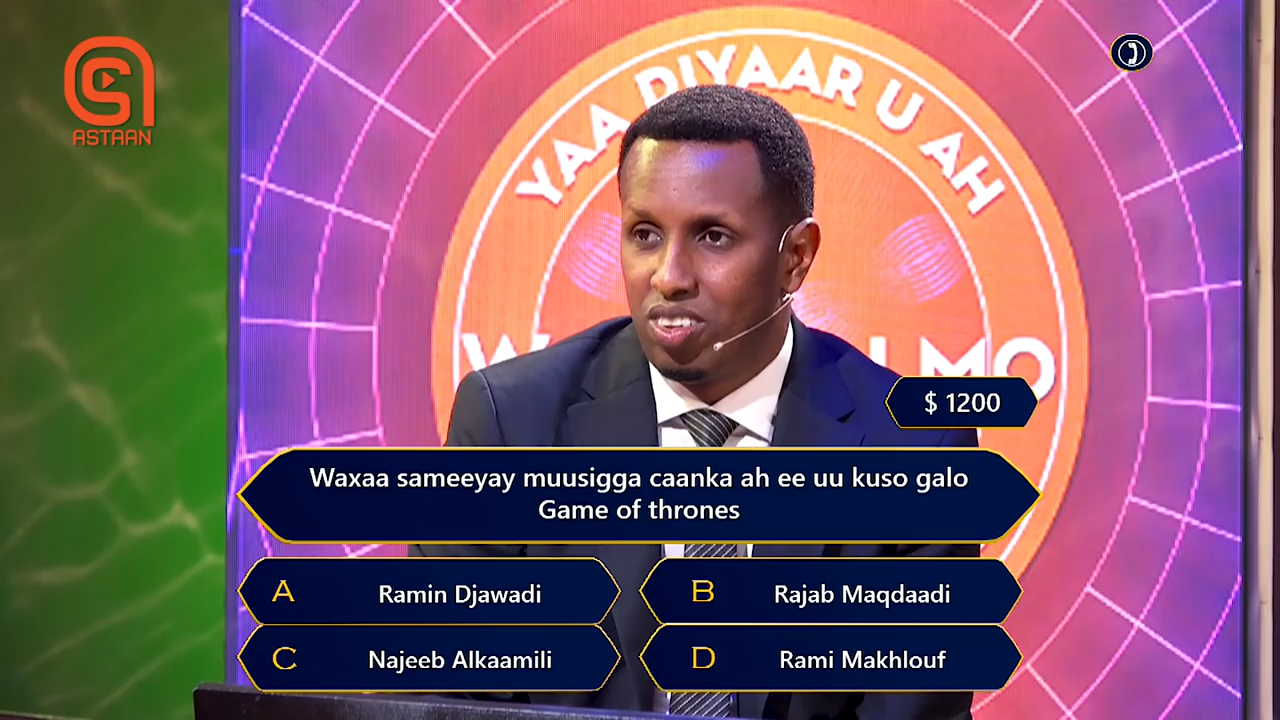 ASTAAN
YAA DIYAAR U AH
$ 1200
Waxaa sameeyay muusigga caanka ah ee uu kuso galo
Game of thrones
A Ramin Djawadi
B Rajab Maqdaadi
C Najeeb Alkaamili
D Rami Makhlouf